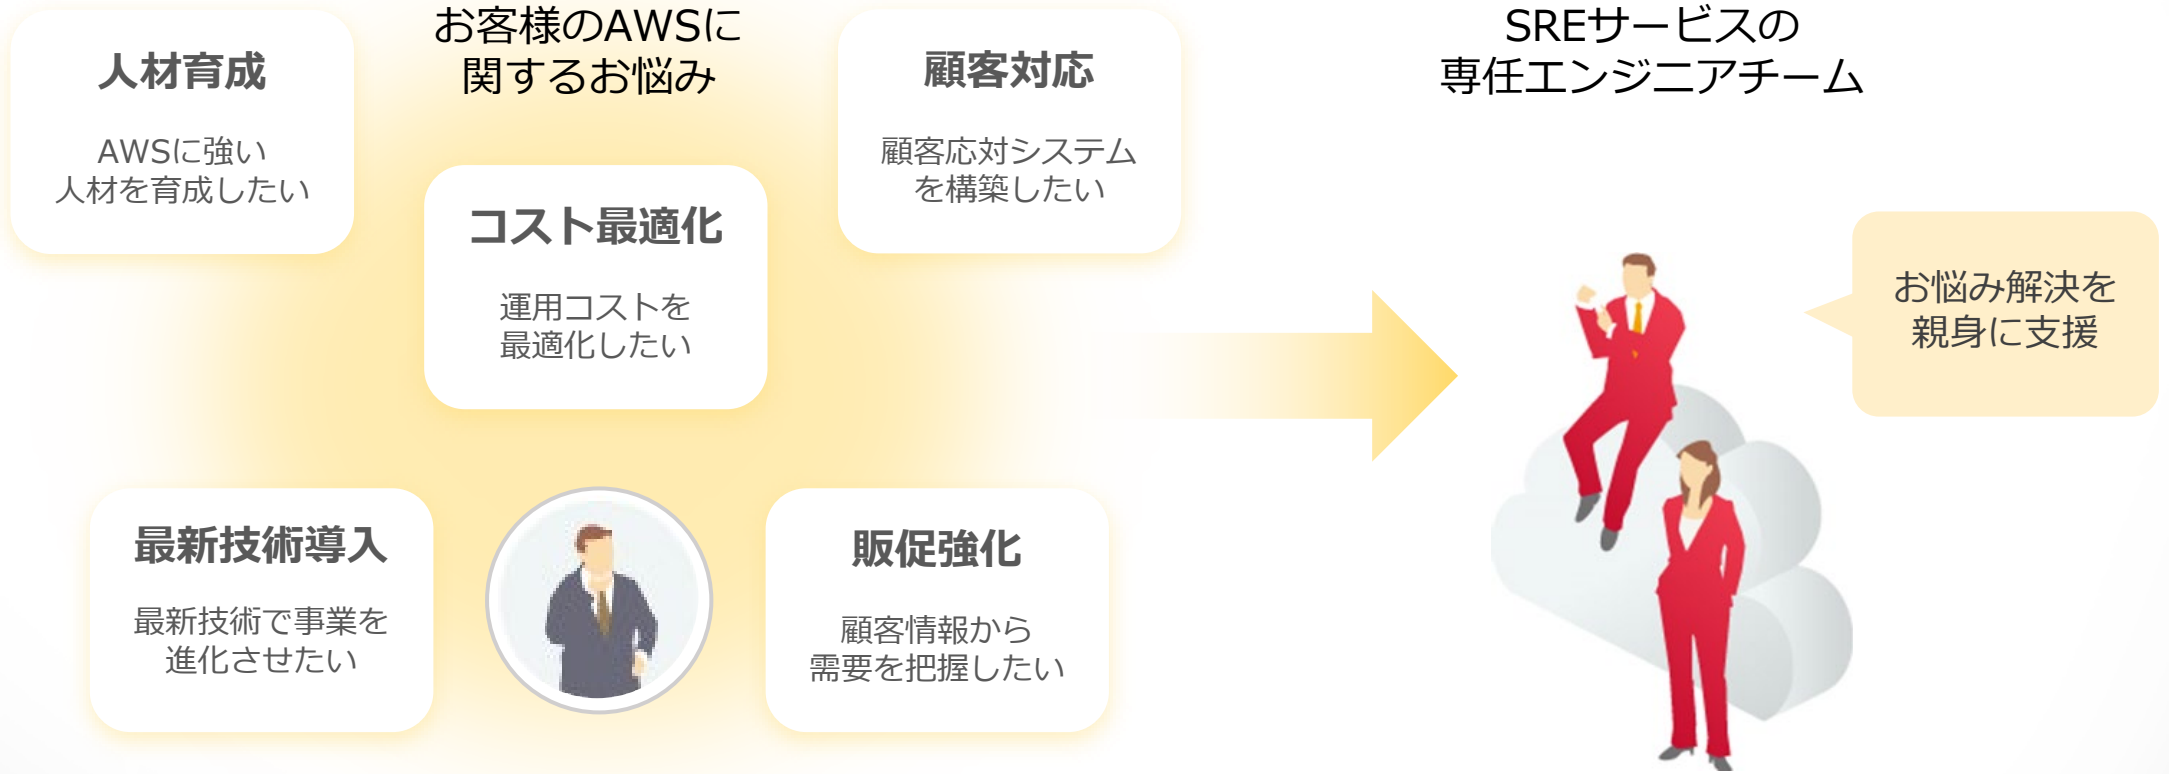 お客様のAWSに
関するお悩み
人材育成
AWSに強い
人材を育成したい
コスト最適化
運用コストを
最適化したい
顧客対応
顧客応対システム
を構築したい
最新技術導入
最新技術で事業を
進化させたい
販促強化
顧客情報から
需要を把握したい
SREサービスの
専任エンジニアチーム
お悩み解決を
親身に支援